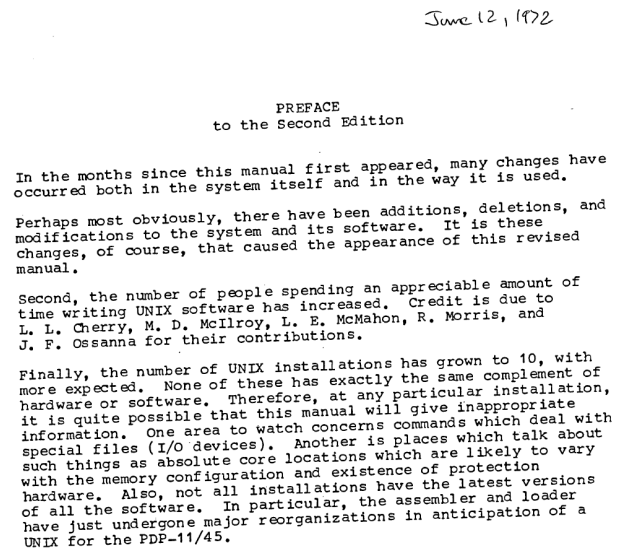 June 12, 1972
PREFACE
to the Second Edition
In the months since this manual first appeared, many changes have
occurred both in the system itself and in the way it is used.
Perhaps most obviously, there have been additions, deletions, and
modifications to the system and its software.  It is these
changes, of course, that caused the appearance of this revised
manual.
Second, the number of people spending an appreciable amount of
time writing UNIX software has increased.  Credit is due to
L. L. Cherry, M. D. McIlroy, L. E. McMahon, R. Morris, and
J. F. Ossanna for their contributions.
Finally, the number of UNIX installations has grown to 10, with
more expected.  None of these has exactly the same complement of
hardware or software.  Therefore, at any particular installation,
it is quite possible that this manual will give inappropriate
information.  One area to watch concerns commands which deal with
special files (I/O devices).  Another is places which talk about
such things as absolute core locations which are likely to vary
with the memory configuration and existence of protection
hardware.  Also, not all installations have the latest versions
of all the software.  In particular, the assembler and loader
have just undergone major reorganizations in anticipation of a
UNIX for the PDP-11/45.